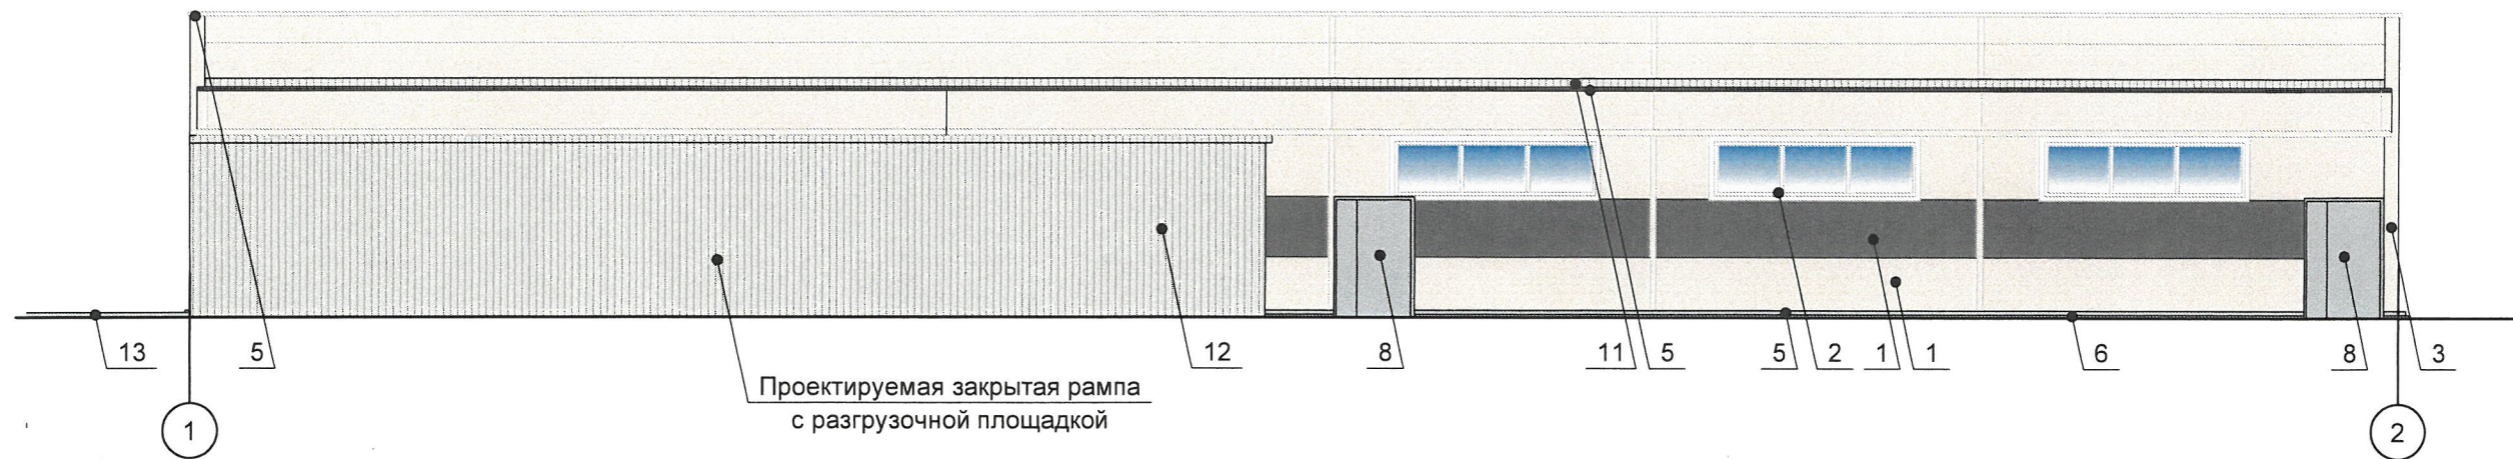 13 5 12 8 11 5 5 2 1 1 6 8 3
Проектируемая закрытая рампа
с разгрузочной площадкой
1 2